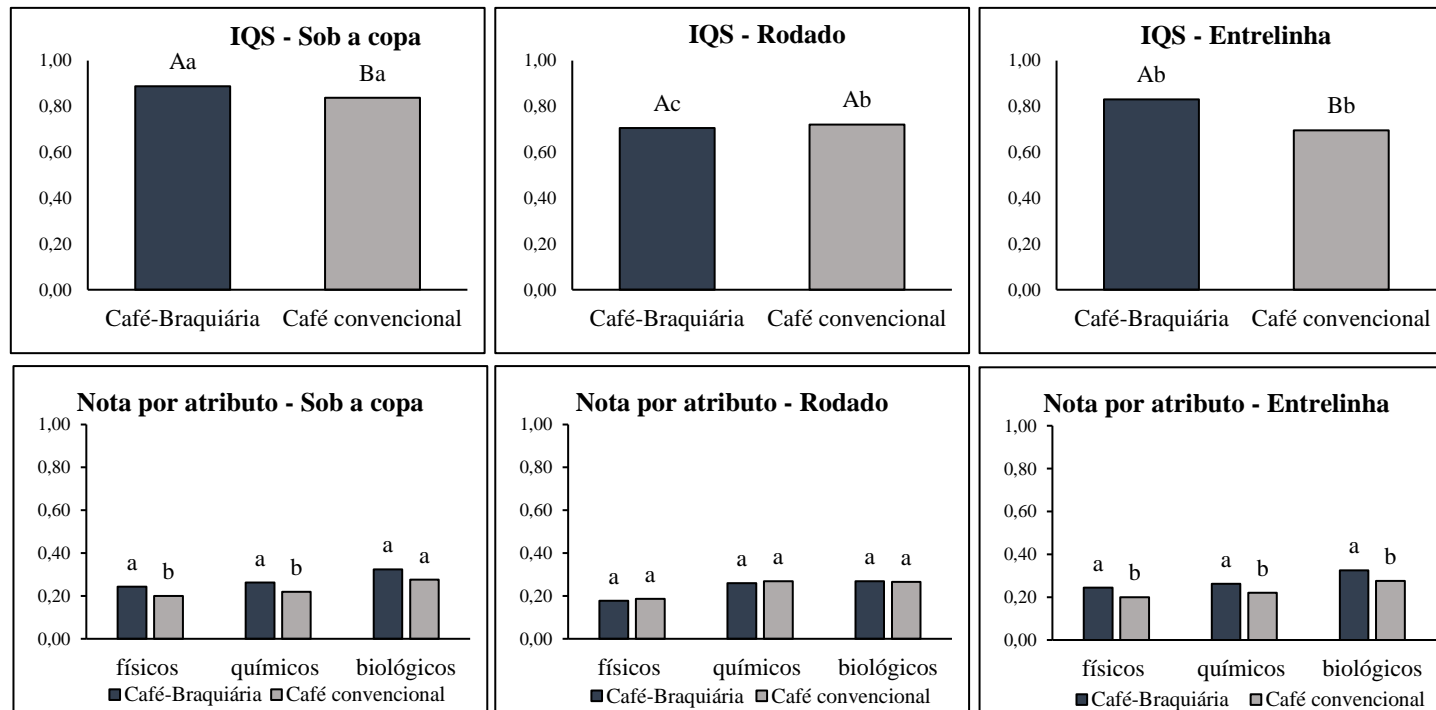 IQS - Sob a copa
1,00
0,80
0,60
0,40
0,20
0,00
Aa
Ba
Café-Braquiária
Café convencional
IQS - Rodado
1,00
0,80
0,60
0,40
0,20
0,00
Ac
Ab
Café-Braquiária
Café convencional
IQS - Entrelinha
1,00
0,80
0,60
0,40
0,20
0,00
Ab
Bb
Café-Braquiária
Café convencional
Nota por atributo - Sob a copa
1,00
0,80
0,60
0,40
0,20
0,00
a b a b a a
físicos químicos biológicos
Café-Braquiária Café convencional
Nota por atributo - Rodado
1,00
0,80
0,60
0,40
0,20
0,00
a a a a a a
físicos químicos biológicos
Café-Braquiária Café convencional
Nota por atributo - Entrelinha
1,00
0,80
0,60
0,40
0,20
0,00
a b a b a b
físicos químicos biológicos
Café-Braquiária Café convencional